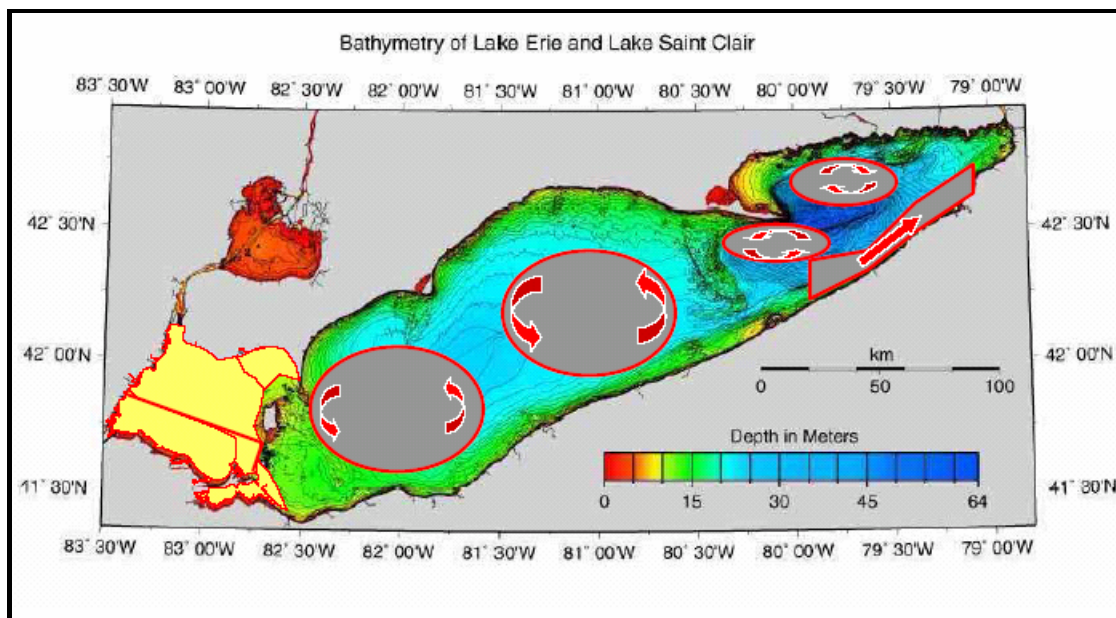 Bathymetry of Lake Erie and Lake Saint Clair
83˚ 30'W 83˚ 00'W 82˚ 30'W 82˚ 00'W 81˚ 30'W 81˚ 00'W 80˚ 30'W 80˚ 00'W 79˚ 30'W 79˚ 00'W
42˚ 30'N 42˚ 30'N
42˚ 00'N 42˚ 00'N
km
0 50 100
Depth in Meters
0 15 30 45 64
11˚ 30'N 41˚ 30'N
83˚ 30'W 83˚ 00'W 82˚ 30'W 82˚ 00'W 81˚ 30'W 81˚ 00'W 80˚ 30'W 80˚ 00'W 79˚ 30'W 79˚ 00'W